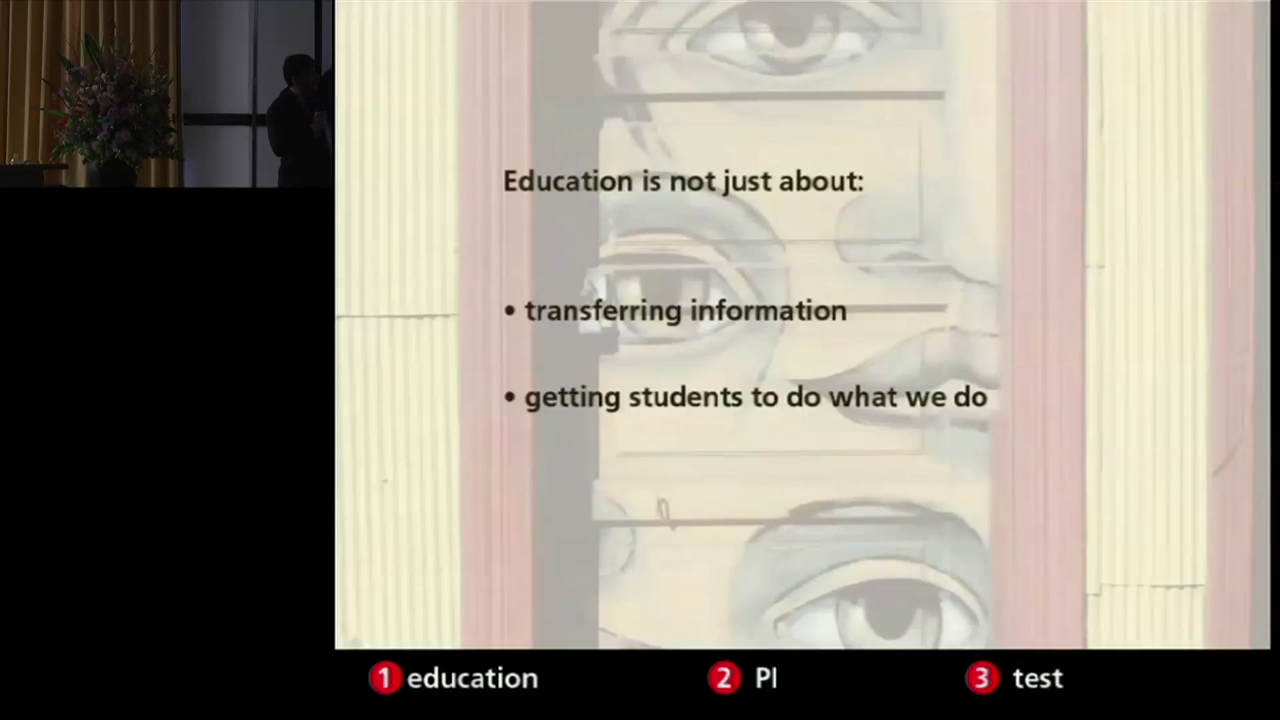 Education is not just about:
• transferring information
• getting students to do what we do
1 education 2 PI 3 test